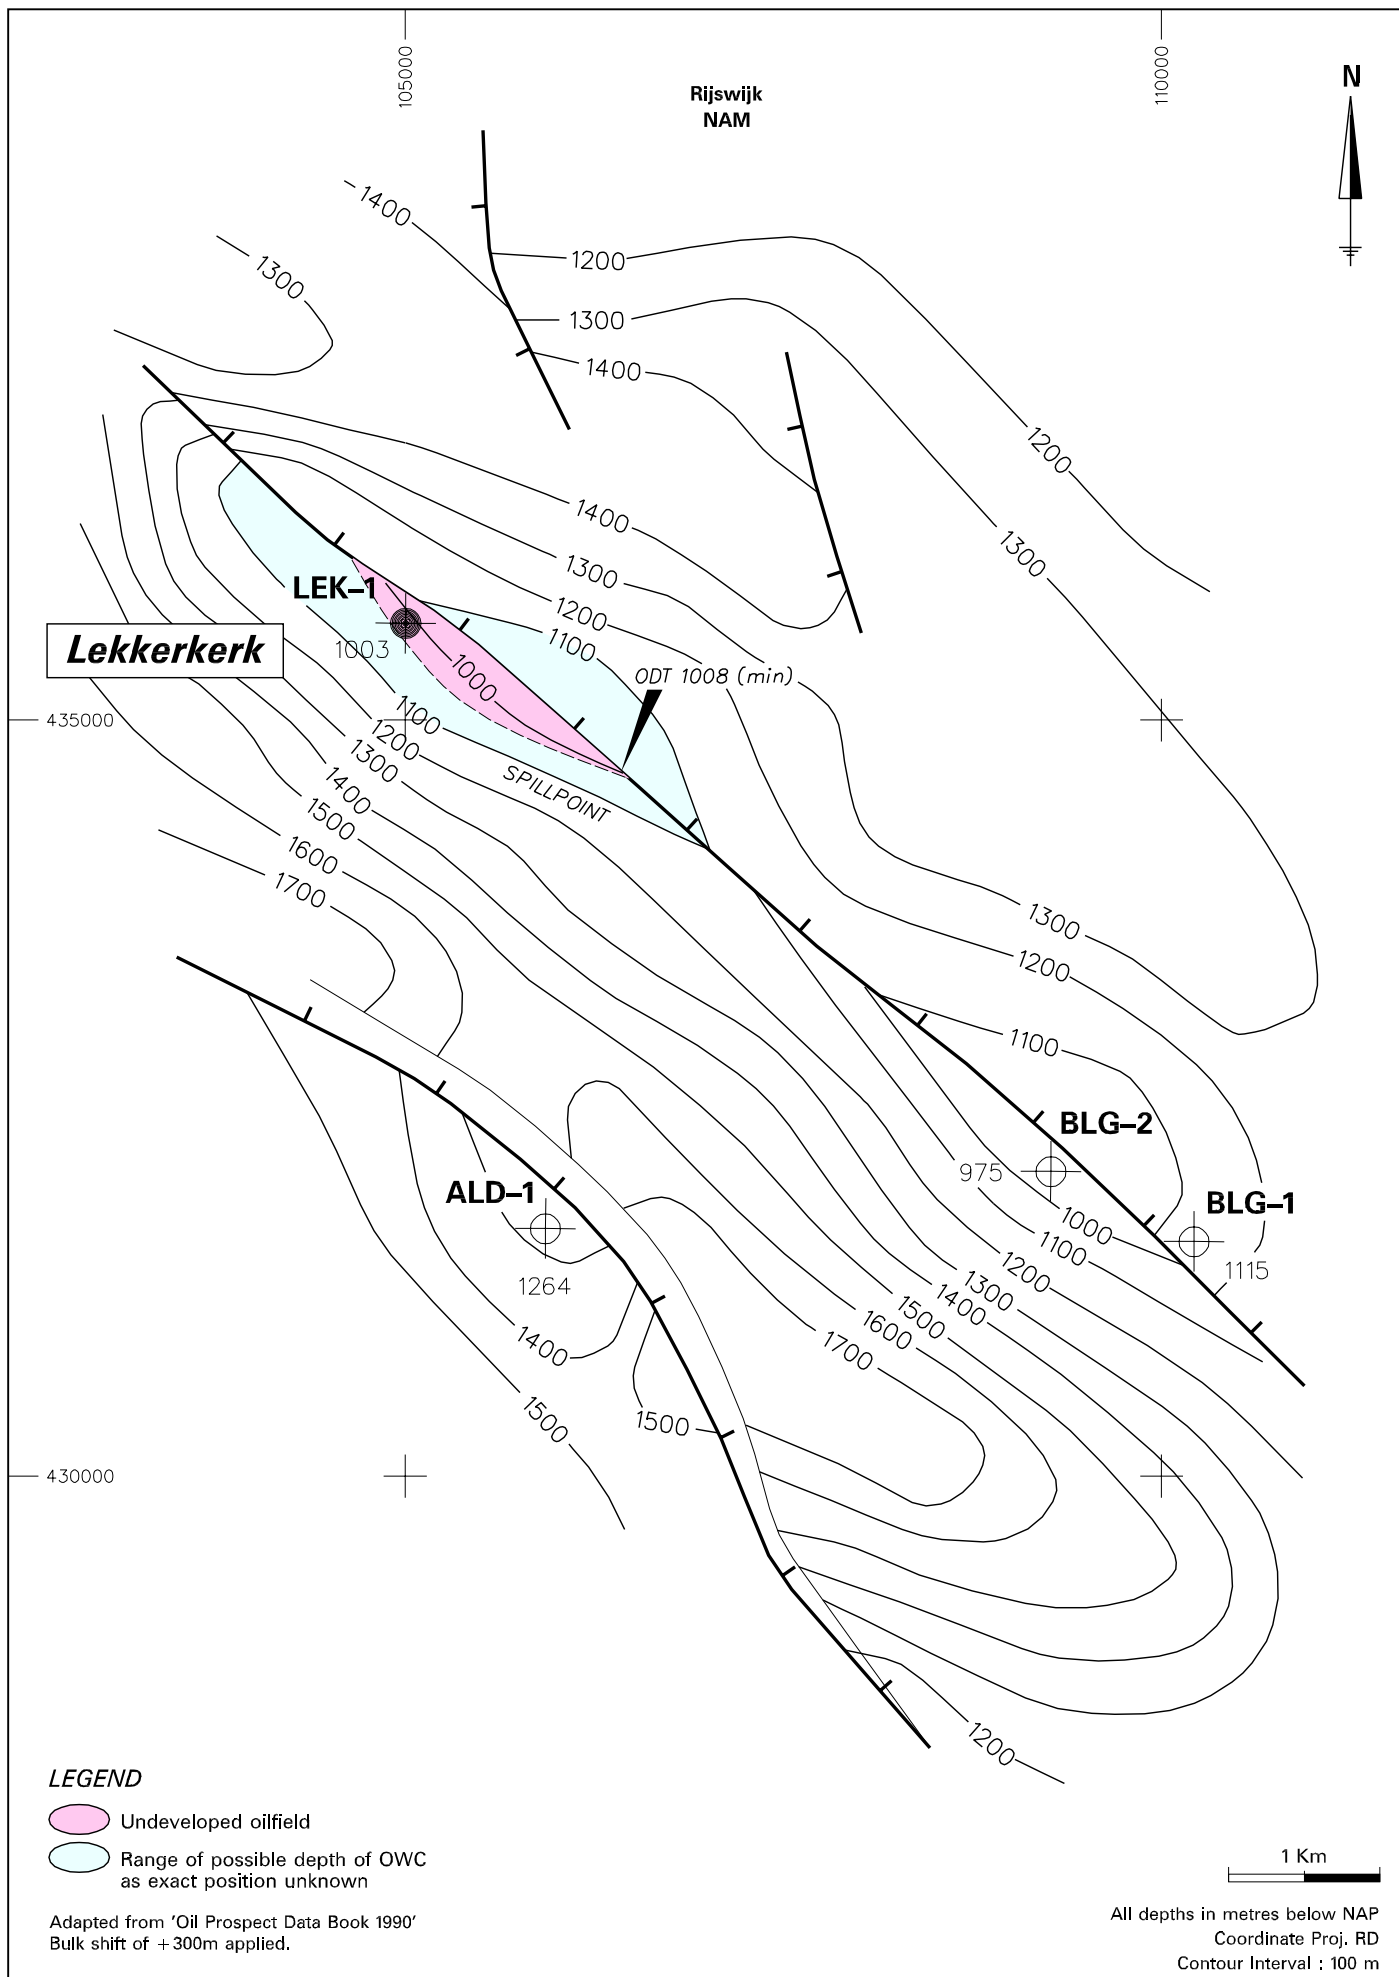 105000
110000
Rijswijk
NAM
N
1400
1300
1200
1300
1400
1200
1300
1400
1300
1200
1100
LEK–1
1003
1000
Lekkerkerk
ODT 1008 (min)
435000
1100
1200
1300
1400
1500
1600
1700
SPILLPOINT
1300
1200
1100
BLG–2
975
BLG–1
1115
ALD–1
1264
1000
1100
1200
1300
1400
1500
1600
1700
1400
1500
1500
430000
1200
LEGEND
Undeveloped oilfield
Range of possible depth of OWC
as exact position unknown
Adapted from 'Oil Prospect Data Book 1990'
Bulk shift of +300m applied.
1 Km
All depths in metres below NAP
Coordinate Proj. RD
Contour Interval : 100 m